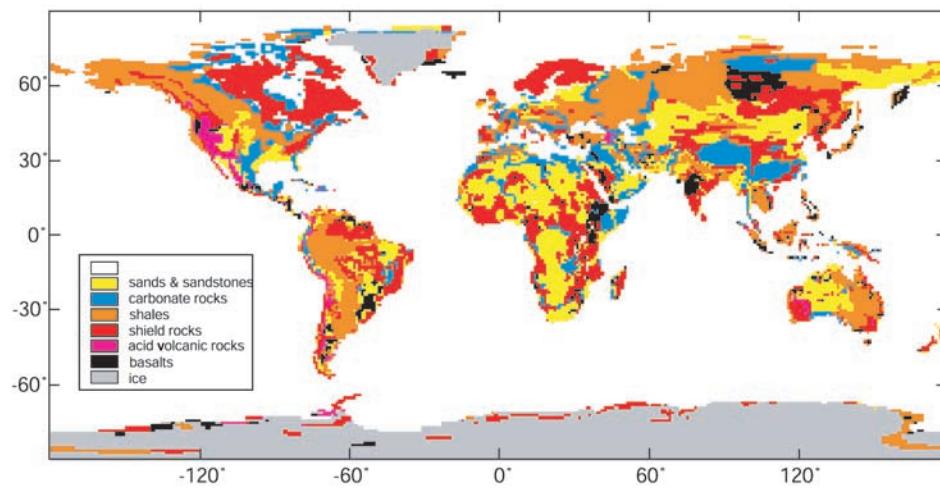 60°
30°
0°
-30°
-60°
sands & sandstones
carbonate rocks
shales
shield rocks
acid volcanic rocks
basalts
ice
-120°
-60°
0°
60°
120°